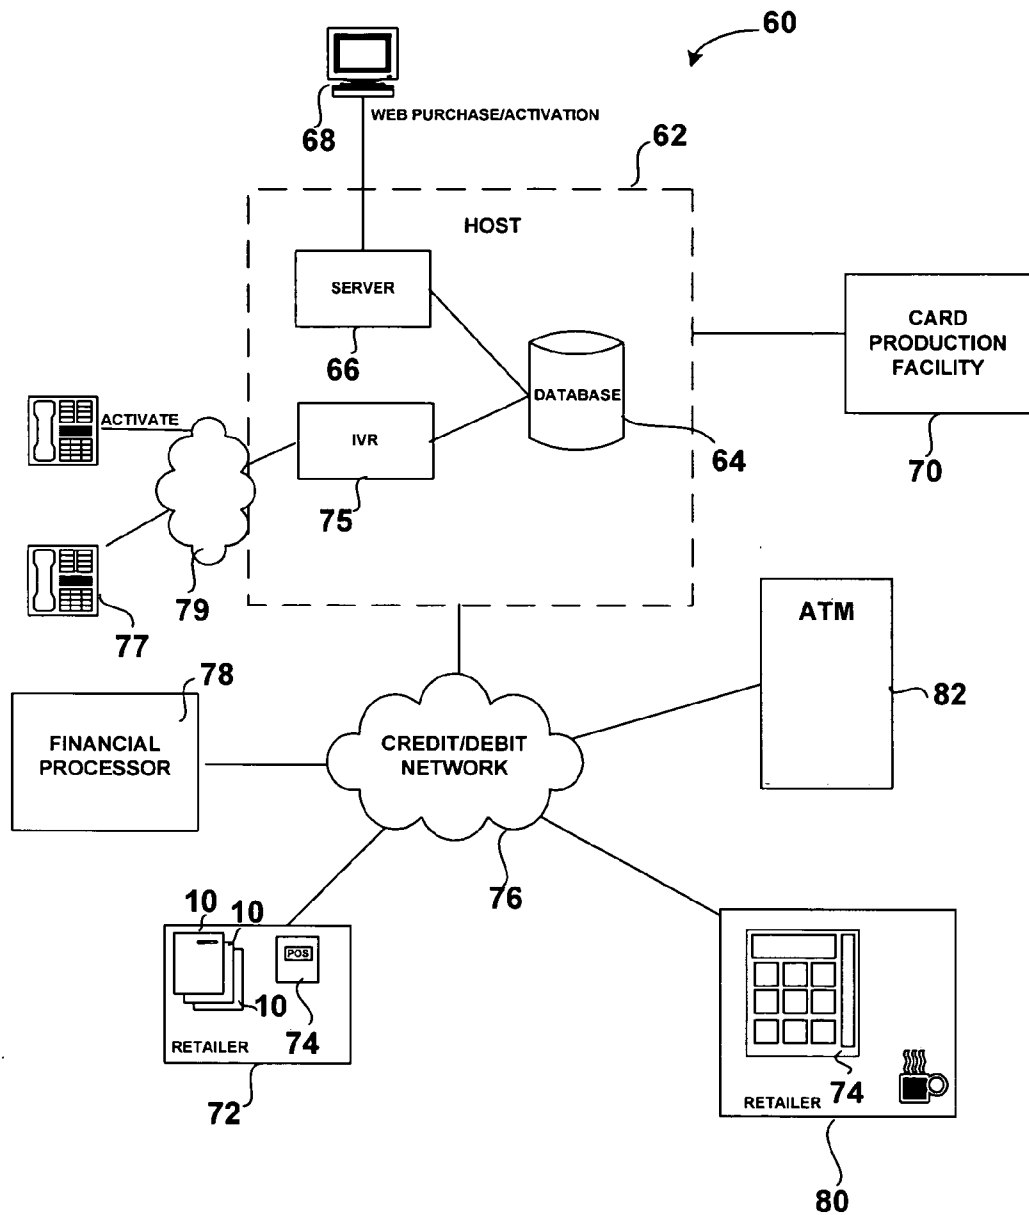 60
68
WEB PURCHASE/ACTIVATION
62
HOST
SERVER
66
CARD
PRODUCTION
FACILITY
70
DATABASE
64
ACTIVATE
IVR
75
79
77
ATM
82
78
FINANCIAL
PROCESSOR
CREDIT/DEBIT
NETWORK
76
10
10
10
POS
74
RETAILER
72
74
RETAILER
80